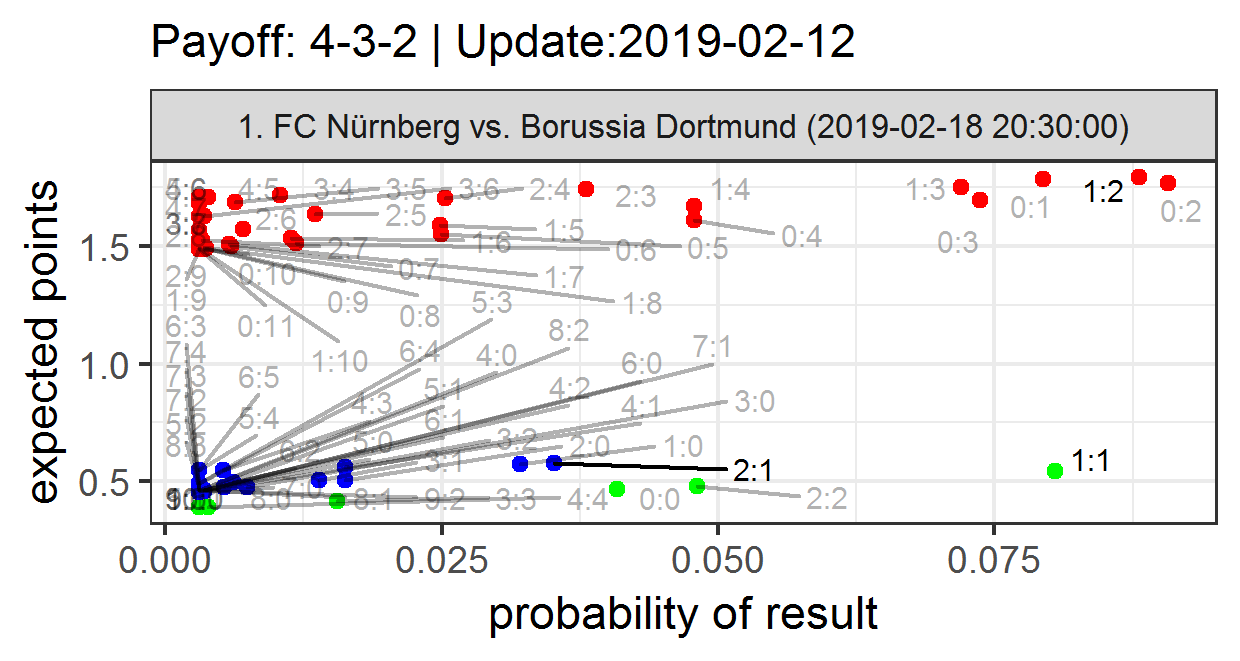 Payoff: 4-3-2 | Update:2019-02-12
1. FC Nürnberg vs. Borussia Dortmund (2019-02-18 20:30:00)
expected points
1.5
1.0
0.5
4:5 3:4 3:5 3:6 2:4 2:3 1:4 1:3 0:1 1:2 0:2
2:6 2:5 1:5 0:4 0:3
2:7 1:6 0:6 0:5
2:9 0:10 0:7 1:7
1:9 0:9 0:8 5:3 1:8
6:3 0:11 8:2
7:4 1:10 6:4 4:0 6:0 7:1
7:3 6:5 5:1 4:2
7:2 5:4 4:3 6:1 4:1 3:0
5:2 6:2 5:0 3:2 2:0 1:0
3:1 2:1 1:1
7:0 8:0 8:1 9:2 3:3 4:4 0:0 2:2
0.000 0.025 0.050 0.075
probability of result